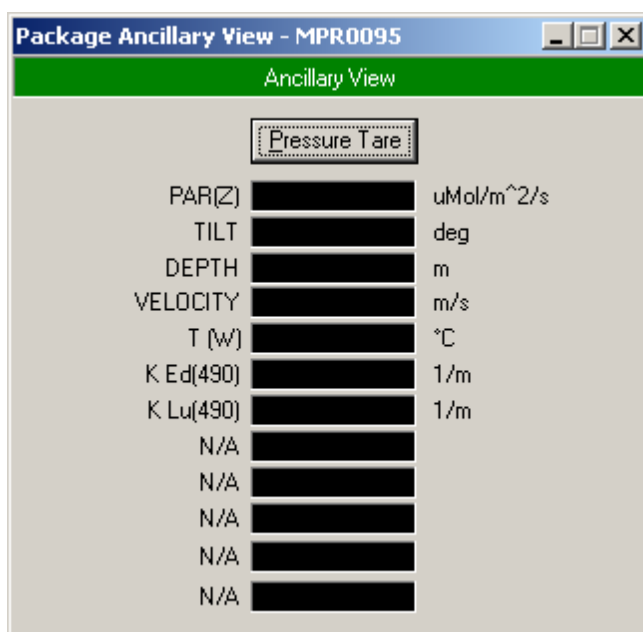 Package Ancillary View - MPR0095
Ancillary View
Pressure Tare
PAR(Z) uMol/m^2/s
TILT deg
DEPTH m
VELOCITY m/s
T (W) °C
K Ed(490) 1/m
K Lu(490) 1/m
N/A
N/A
N/A
N/A
N/A